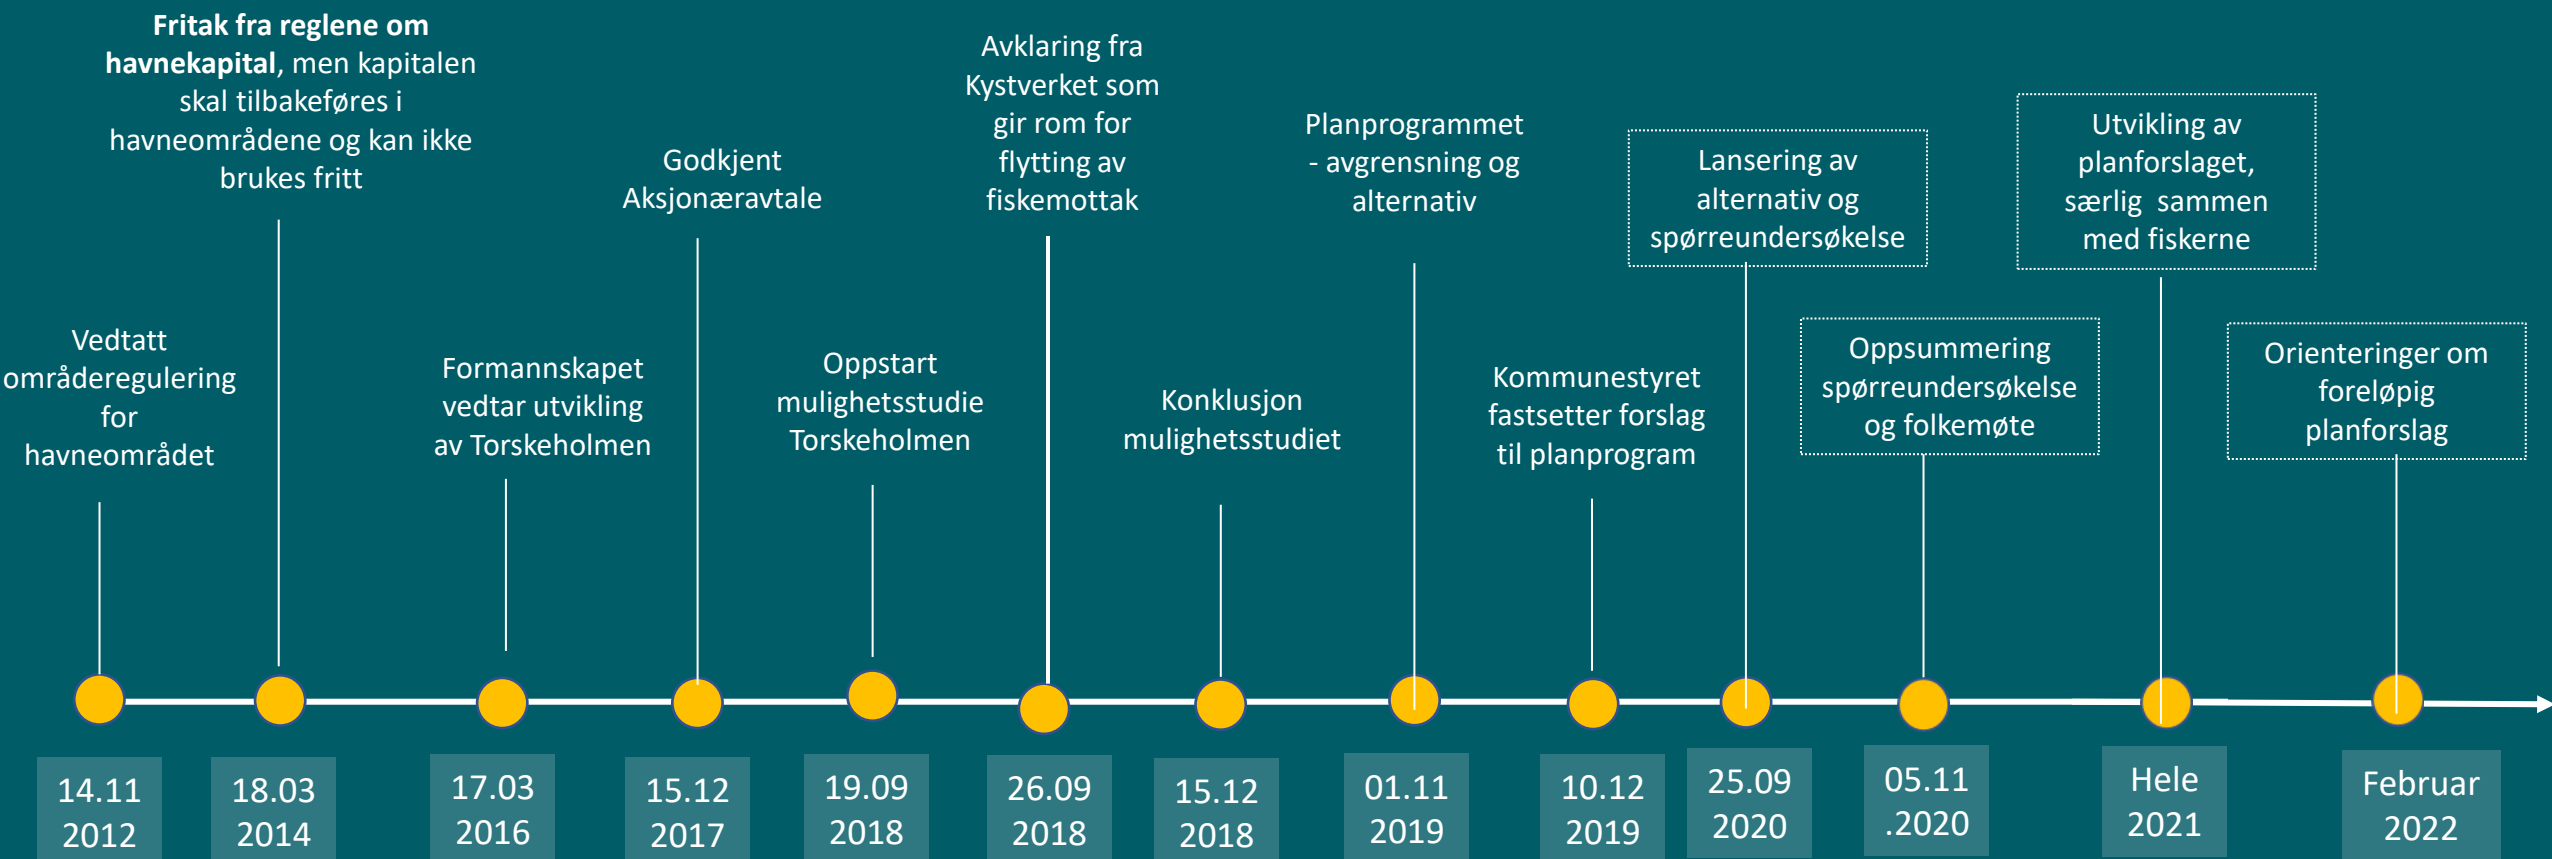 Fritak fra reglene om
havnekapital, men kapitalen
skal tilbakeføres i
havneområdene og kan ikke
brukes fritt
Avklaring fra
Kystverket som
gir rom for
flytting av
fiskemottak
Godkjent
Aksjonæravtale
Planprogrammet
- avgrensning og
alternativ
Lansering av
alternativ og
spørreundersøkelse
Utvikling av
planforslaget,
særlig  sammen
med fiskerne
Vedtatt
områderegulering
for
havneområdet
Formannskapet
vedtar utvikling
av Torskeholmen
Oppstart
mulighetsstudie
Torskeholmen
Konklusjon
mulighetsstudiet
Kommunestyret
fastsetter forslag
til planprogram
Oppsummering
spørreundersøkelse
og folkemøte
Orienteringer om
foreløpig
planforslag
14.11
2012
18.03
2014
17.03
2016
15.12
2017
19.09
2018
26.09
2018
15.12
2018
01.11
2019
10.12
2019
25.09
2020
05.11
.2020
Hele
2021
Februar
2022